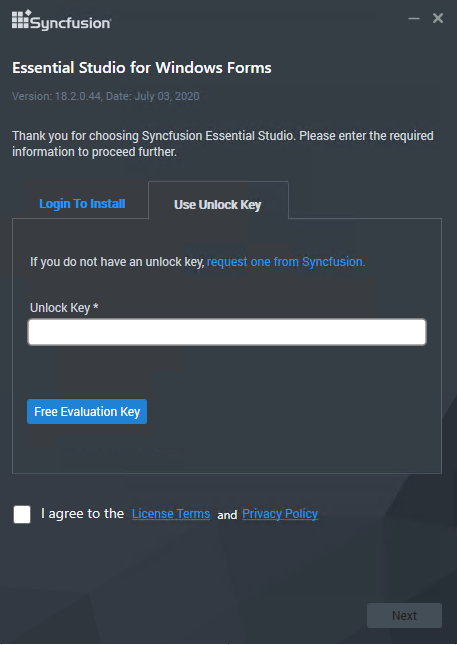 Syncfusion
Essential Studio for Windows Forms
Version: 18.2.0.44, Date: July 03, 2020
Thank you for choosing Syncfusion Essential Studio. Please enter the required
information to proceed further.
Login To Install
Use Unlock Key
If you do not have an unlock key, request one from Syncfusion.
Unlock Key *
Free Evaluation Key
I agree to the License Terms and Privacy Policy
Next